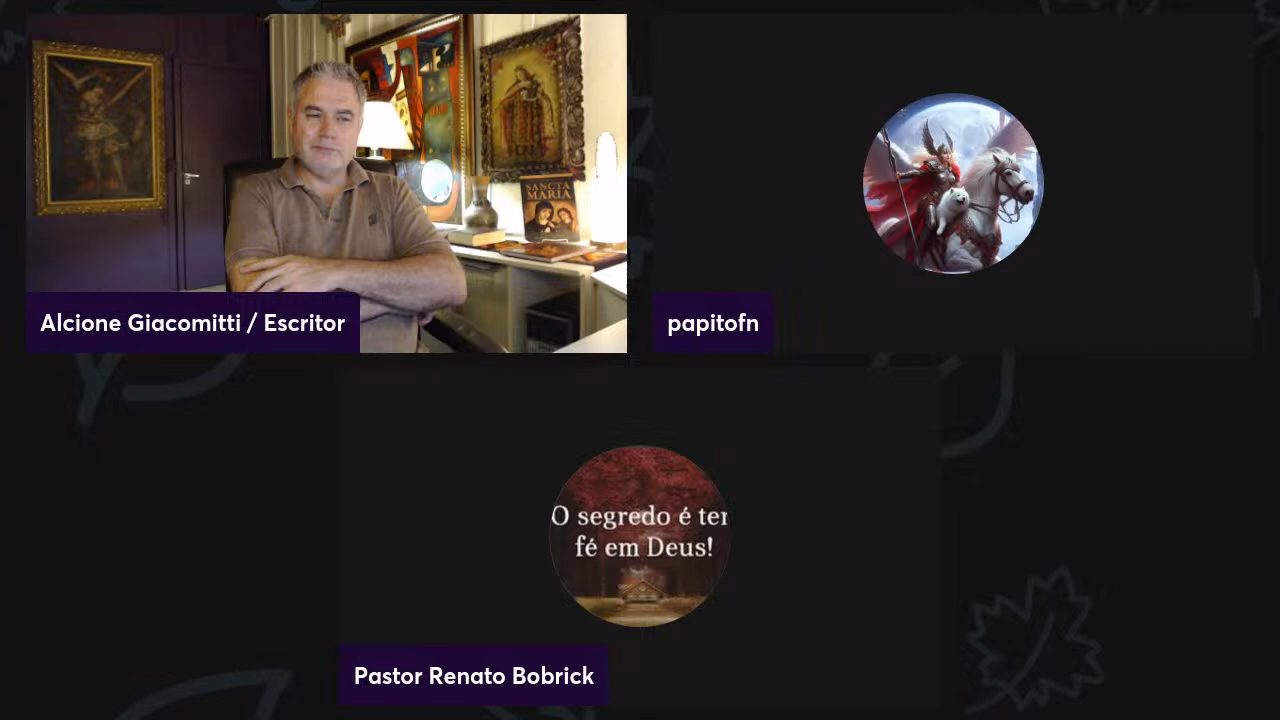 SANCTA
MARIA
Alcione Giacomitti / Escritor
papitofn
O segredo é ter
fé em Deus!
Pastor Renato Bobrick